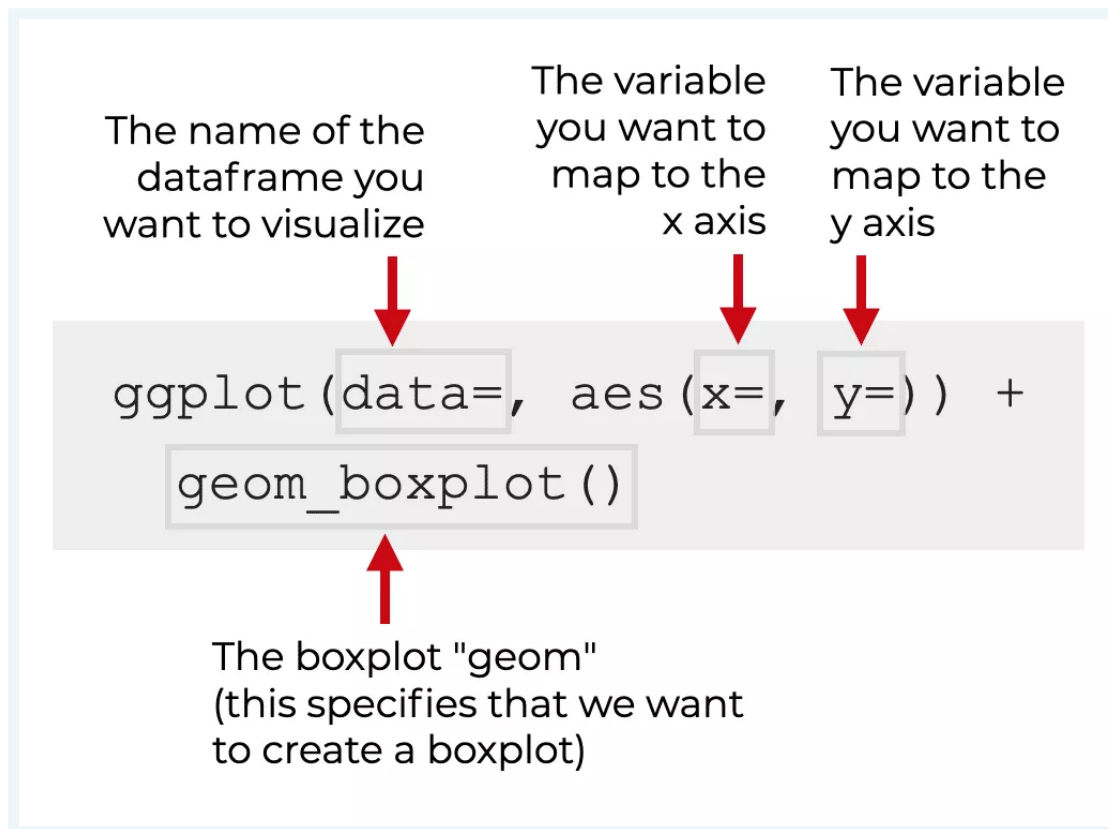 The name of the
dataframe you
want to visualize
The variable
you want to
map to the
x axis
The variable
you want to
map to the
y axis
ggplot(data=, aes(x=, y=)) +
geom_boxplot()
The boxplot "geom"
(this specifies that we want
to create a boxplot)